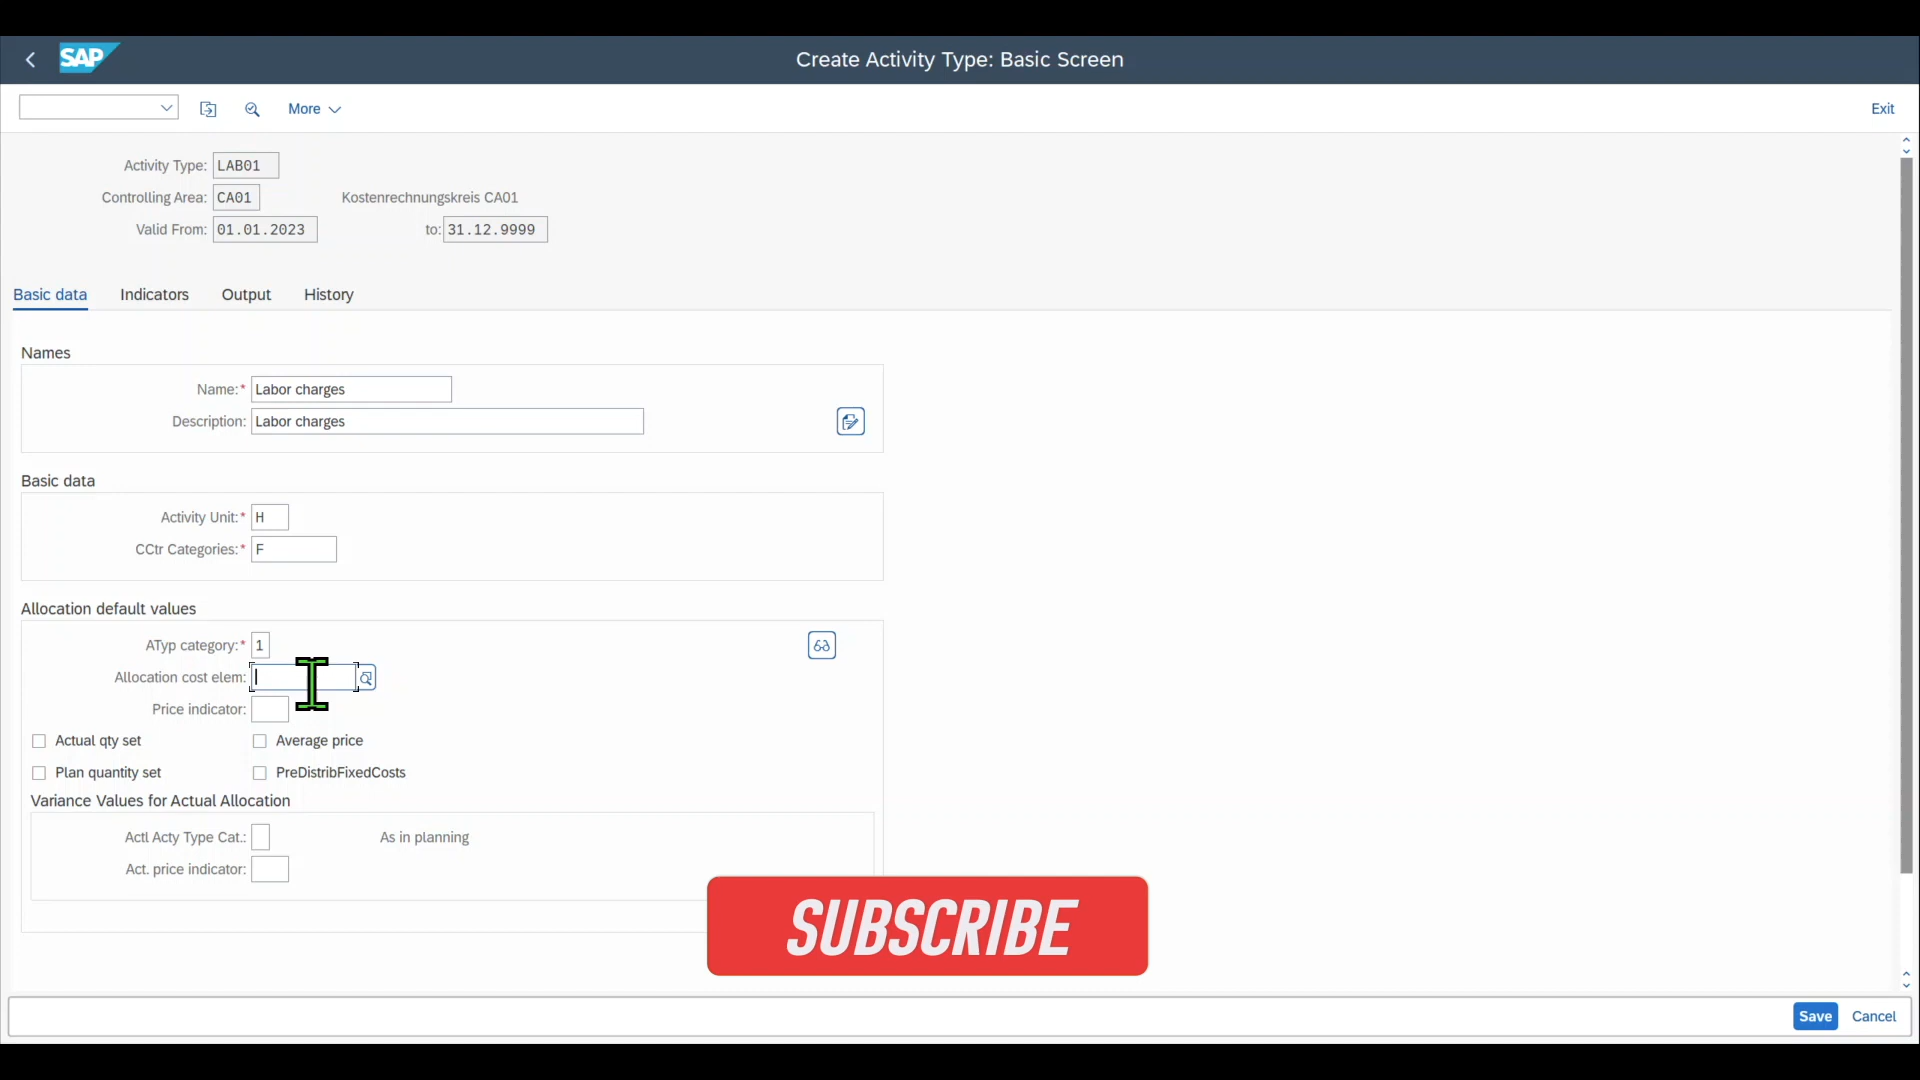 SAP
Create Activity Type: Basic Screen
More
Exit
Activity Type: LAB01
Controlling Area: CA01 Kostenrechnungskreis CA01
Valid From: 01.01.2023 to: 31.12.9999
Basic data Indicators Output History
Names
Name:* Labor charges
Description: Labor charges
Basic data
Activity Unit:* H
CCtr Categories:* F
Allocation default values
ATyp category:* 1
Allocation cost elem:
Price indicator:
Actual qty set Average price
Plan quantity set PreDistribFixedCosts
Variance Values for Actual Allocation
Actl Acty Type Cat.: As in planning
Act. price indicator:
SUBSCRIBE
Save Cancel